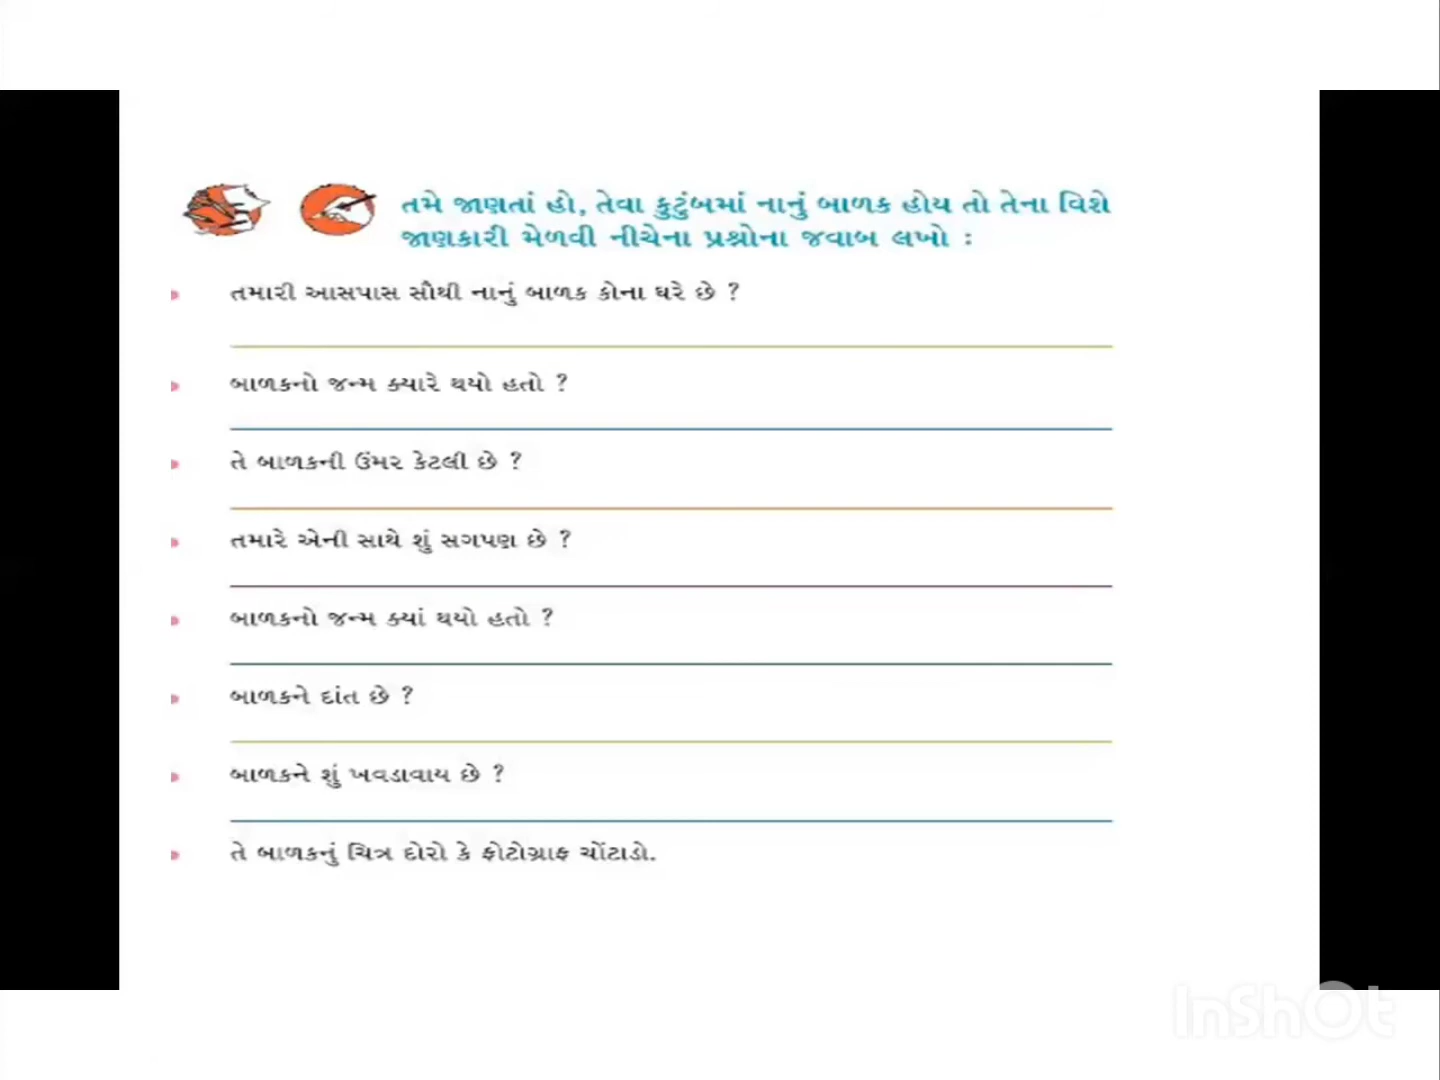 તમે જાણતાં હો, તેવા કુટુંબમાં નાનું બાળક હોય તો તેના વિશે
જાણકારી મેળવી નીચેના પ્રશ્નોના જવાબ લખો :
તમારી આસપાસ સૌથી નાનું બાળક કોના ઘરે છે ?
બાળકનો જન્મ ક્યારે થયો હતો ?
તે બાળકની ઉંમર કેટલી છે ?
તમારે એની સાથે શું સગપણ છે ?
બાળકનો જન્મ ક્યાં થયો હતો ?
બાળકને દાંત છે ?
બાળકને શું ખવડાવાય છે ?
તે બાળકનું ચિત્ર દોરો કે ફોટોગ્રાફ ચોંટાડો.
InShOt